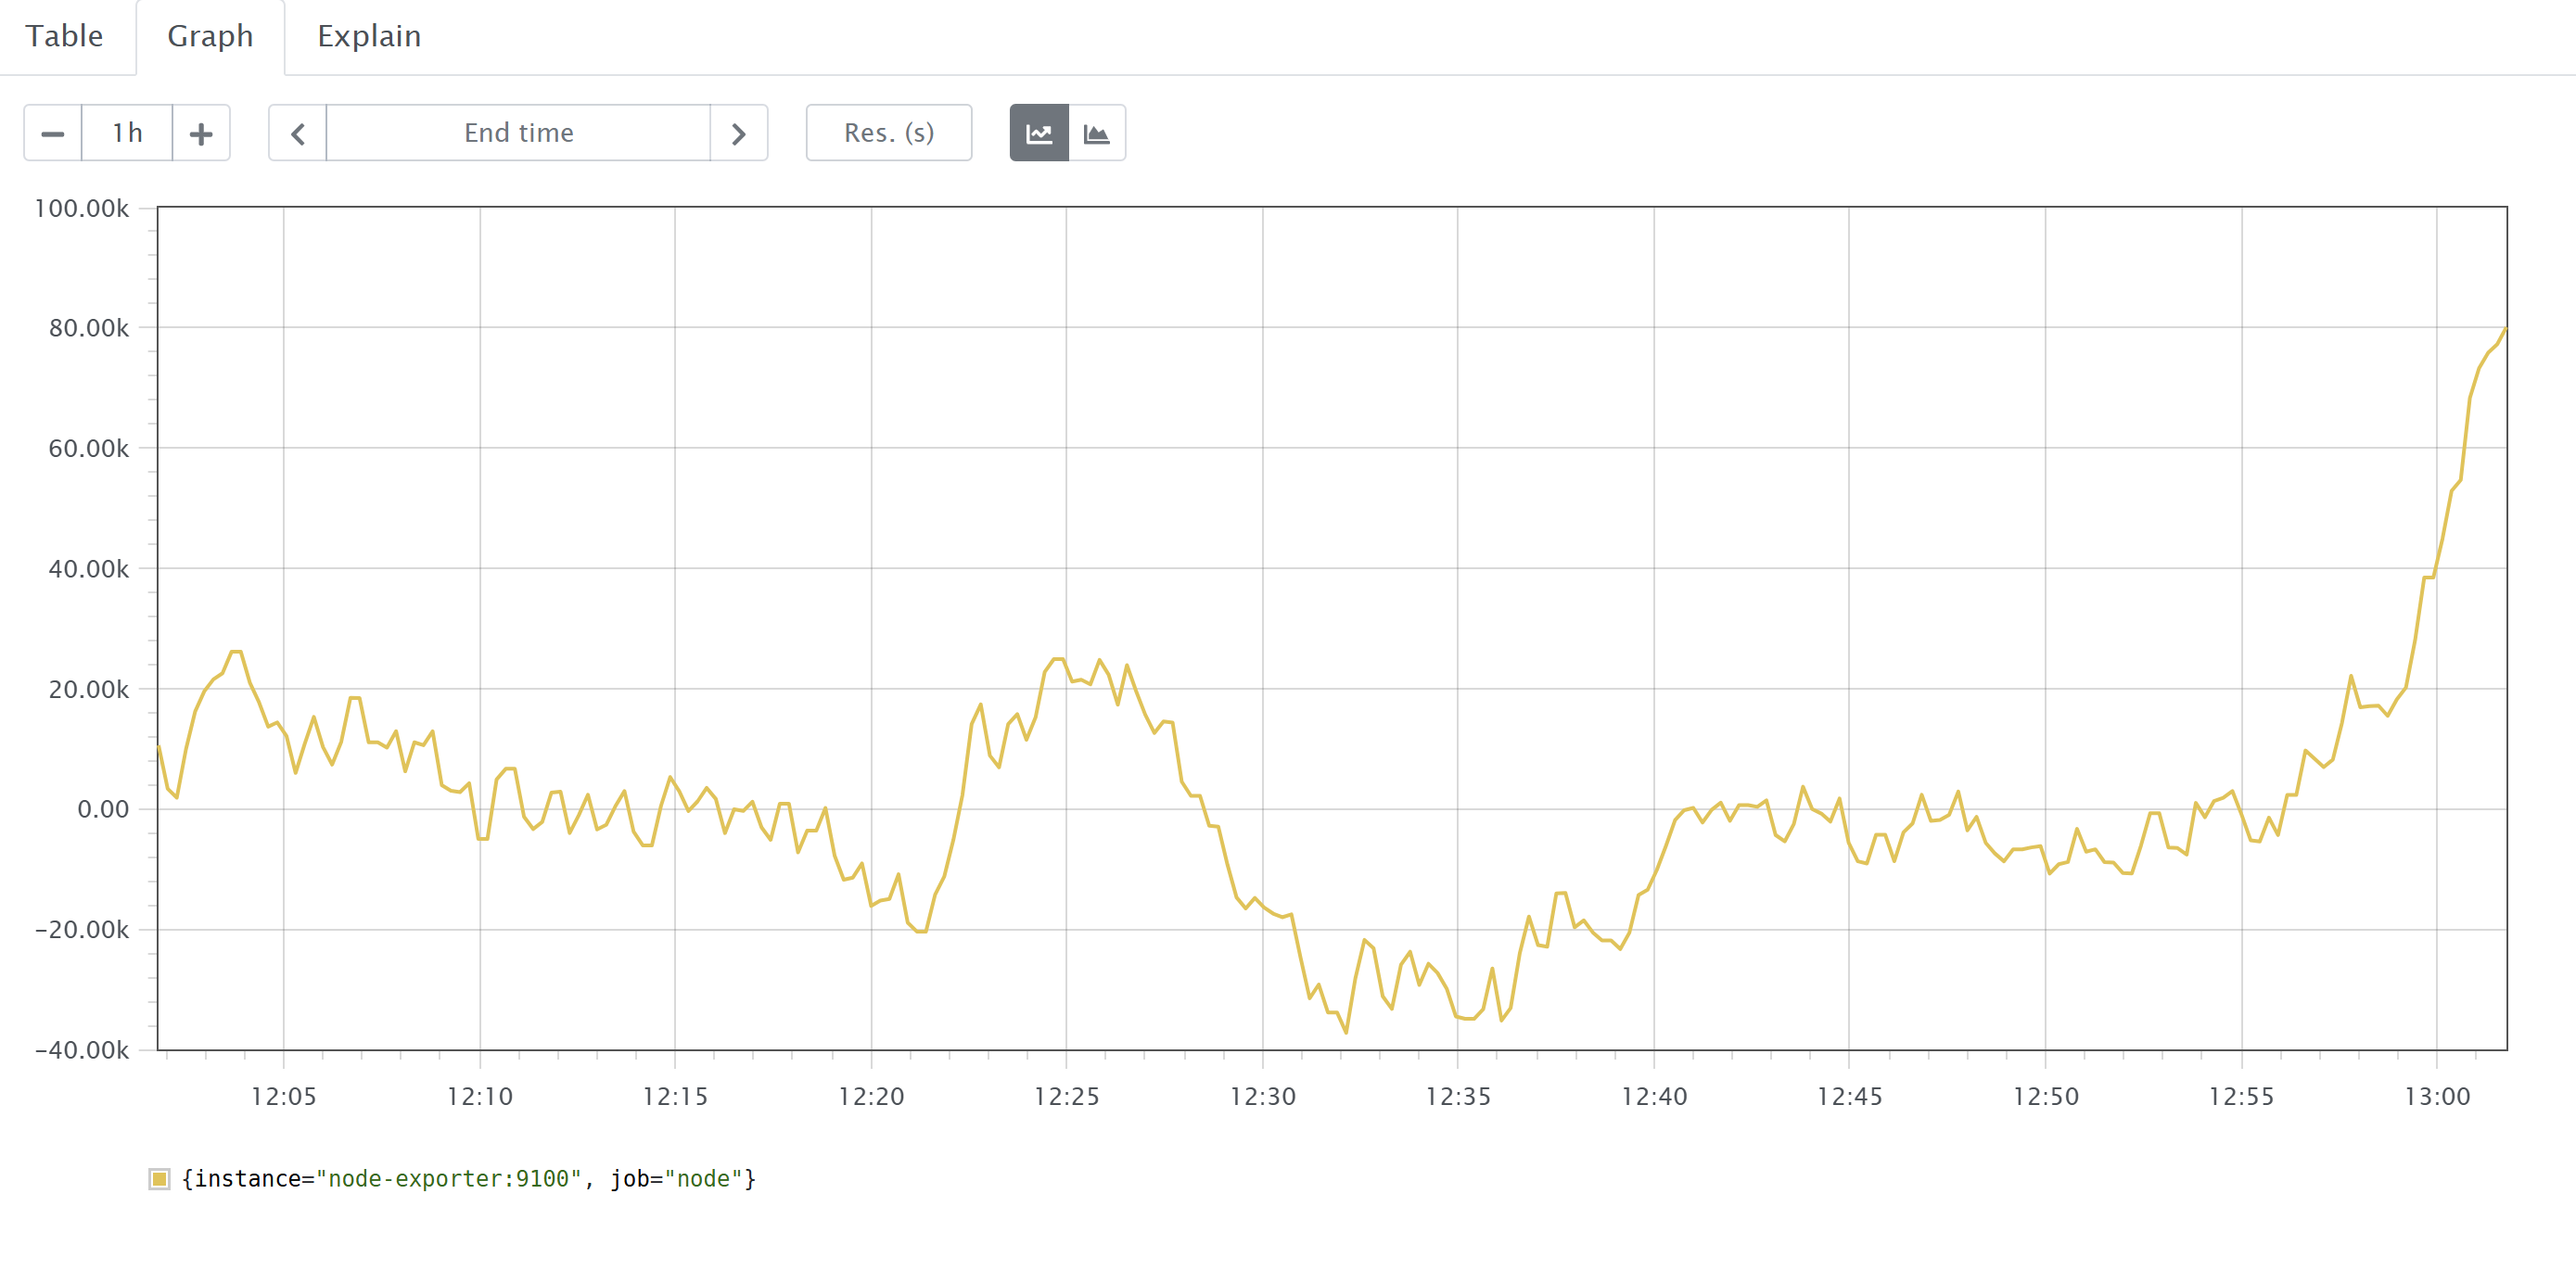 Table Graph Explain
1h End time Res. (s)
100.00k
80.00k
60.00k
40.00k
20.00k
0.00
−20.00k
−40.00k
12:05 12:10 12:15 12:20 12:25 12:30 12:35 12:40 12:45 12:50 12:55 13:00
{instance="node-exporter:9100", job="node"}